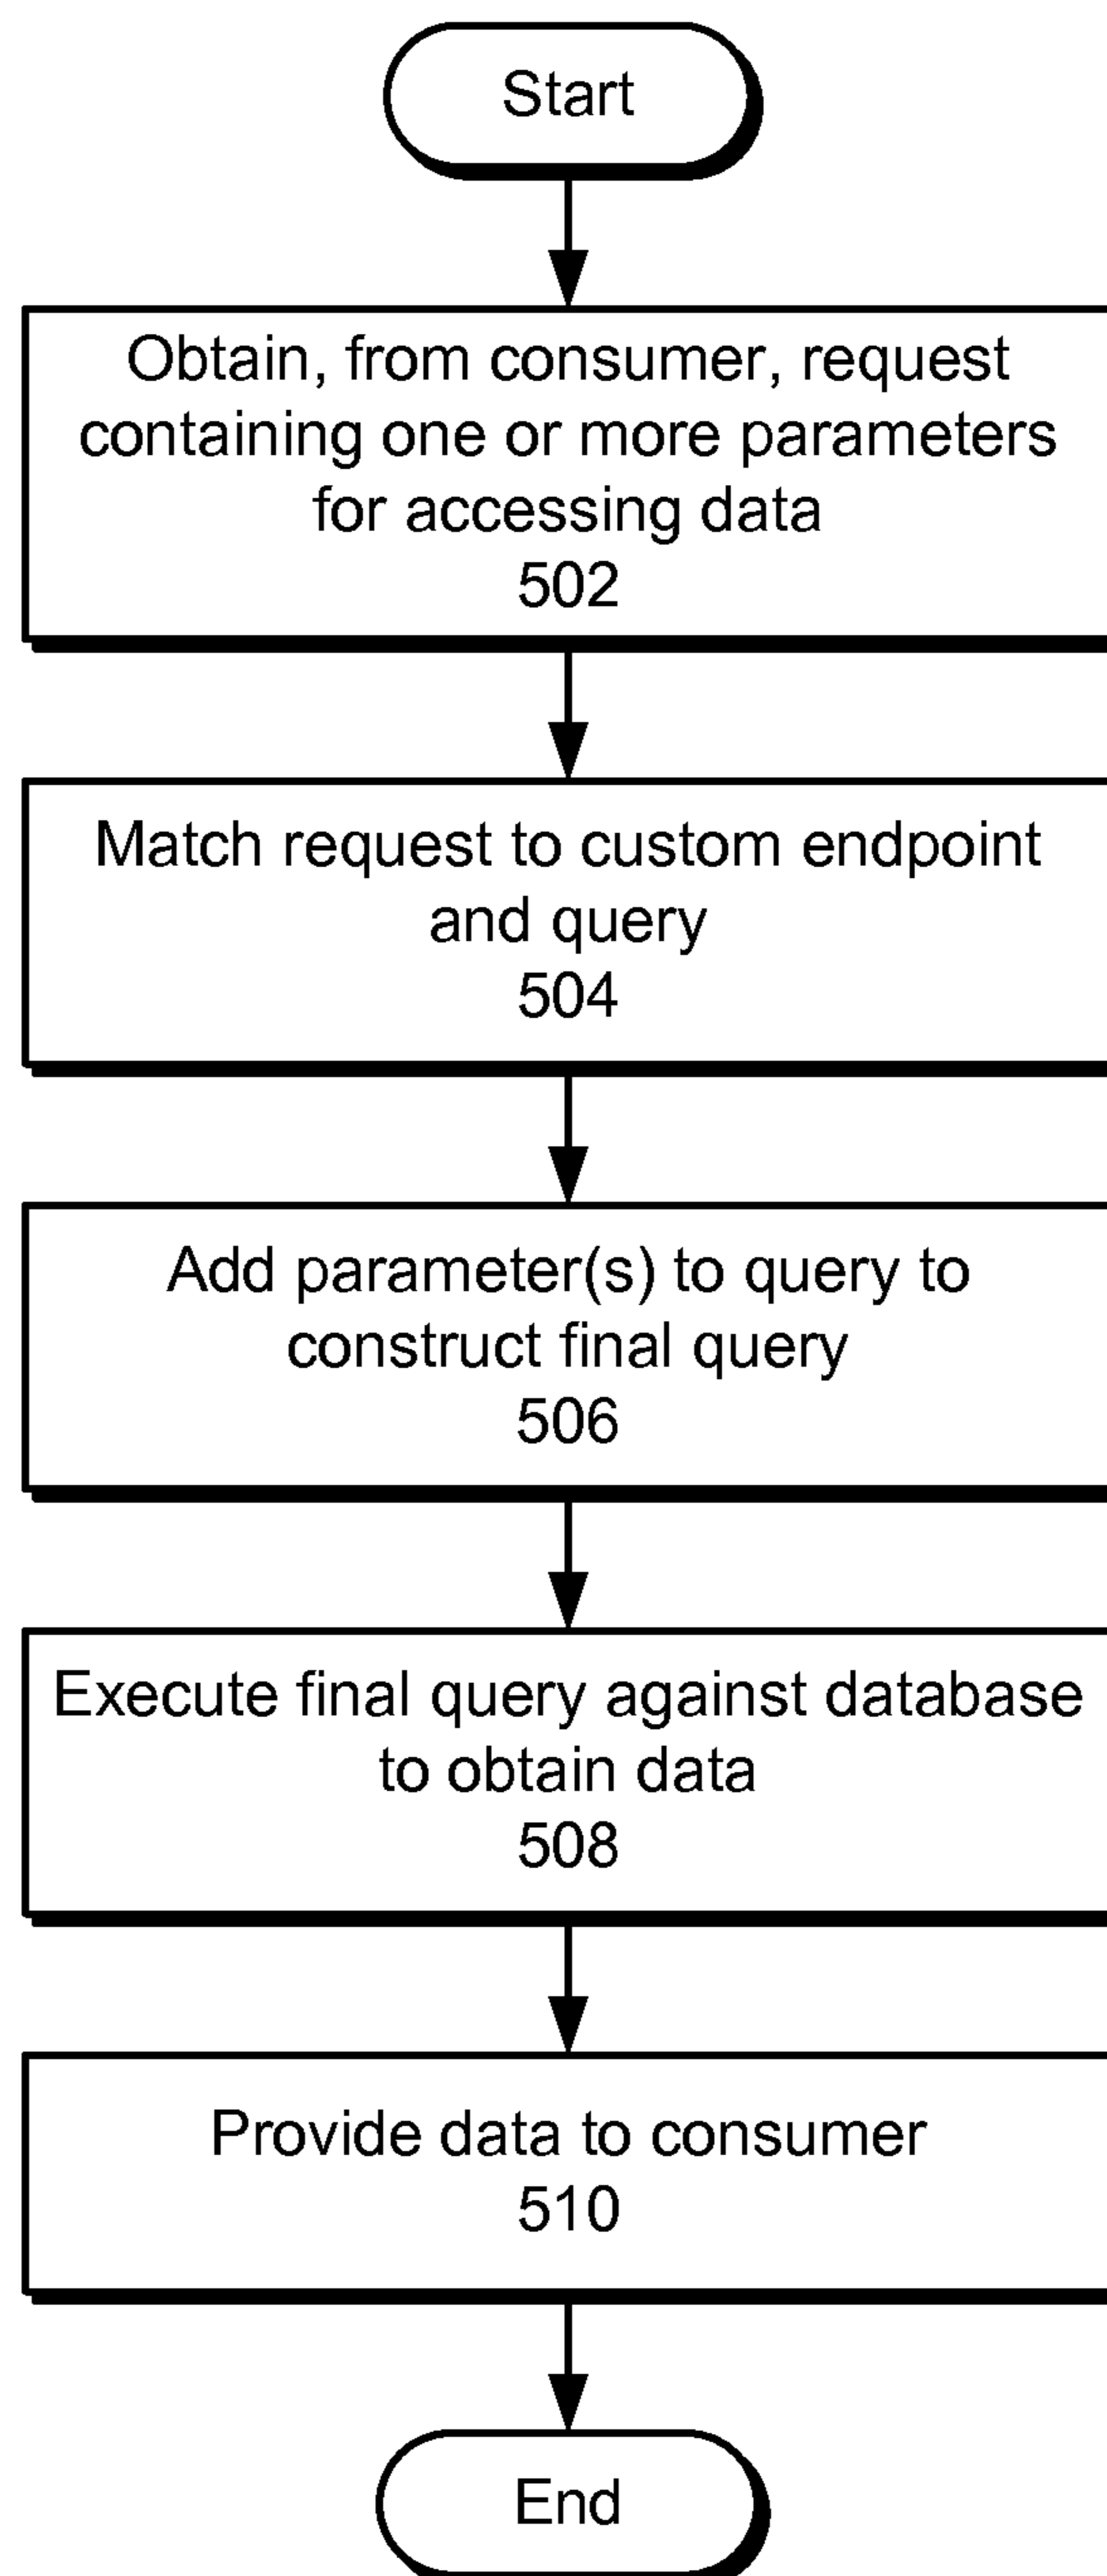 Start
Obtain, from consumer, request
containing one or more parameters
for accessing data
502
Match request to custom endpoint
and query
504
Add parameter(s) to query to
construct final query
506
Execute final query against database
to obtain data
508
Provide data to consumer
510
End